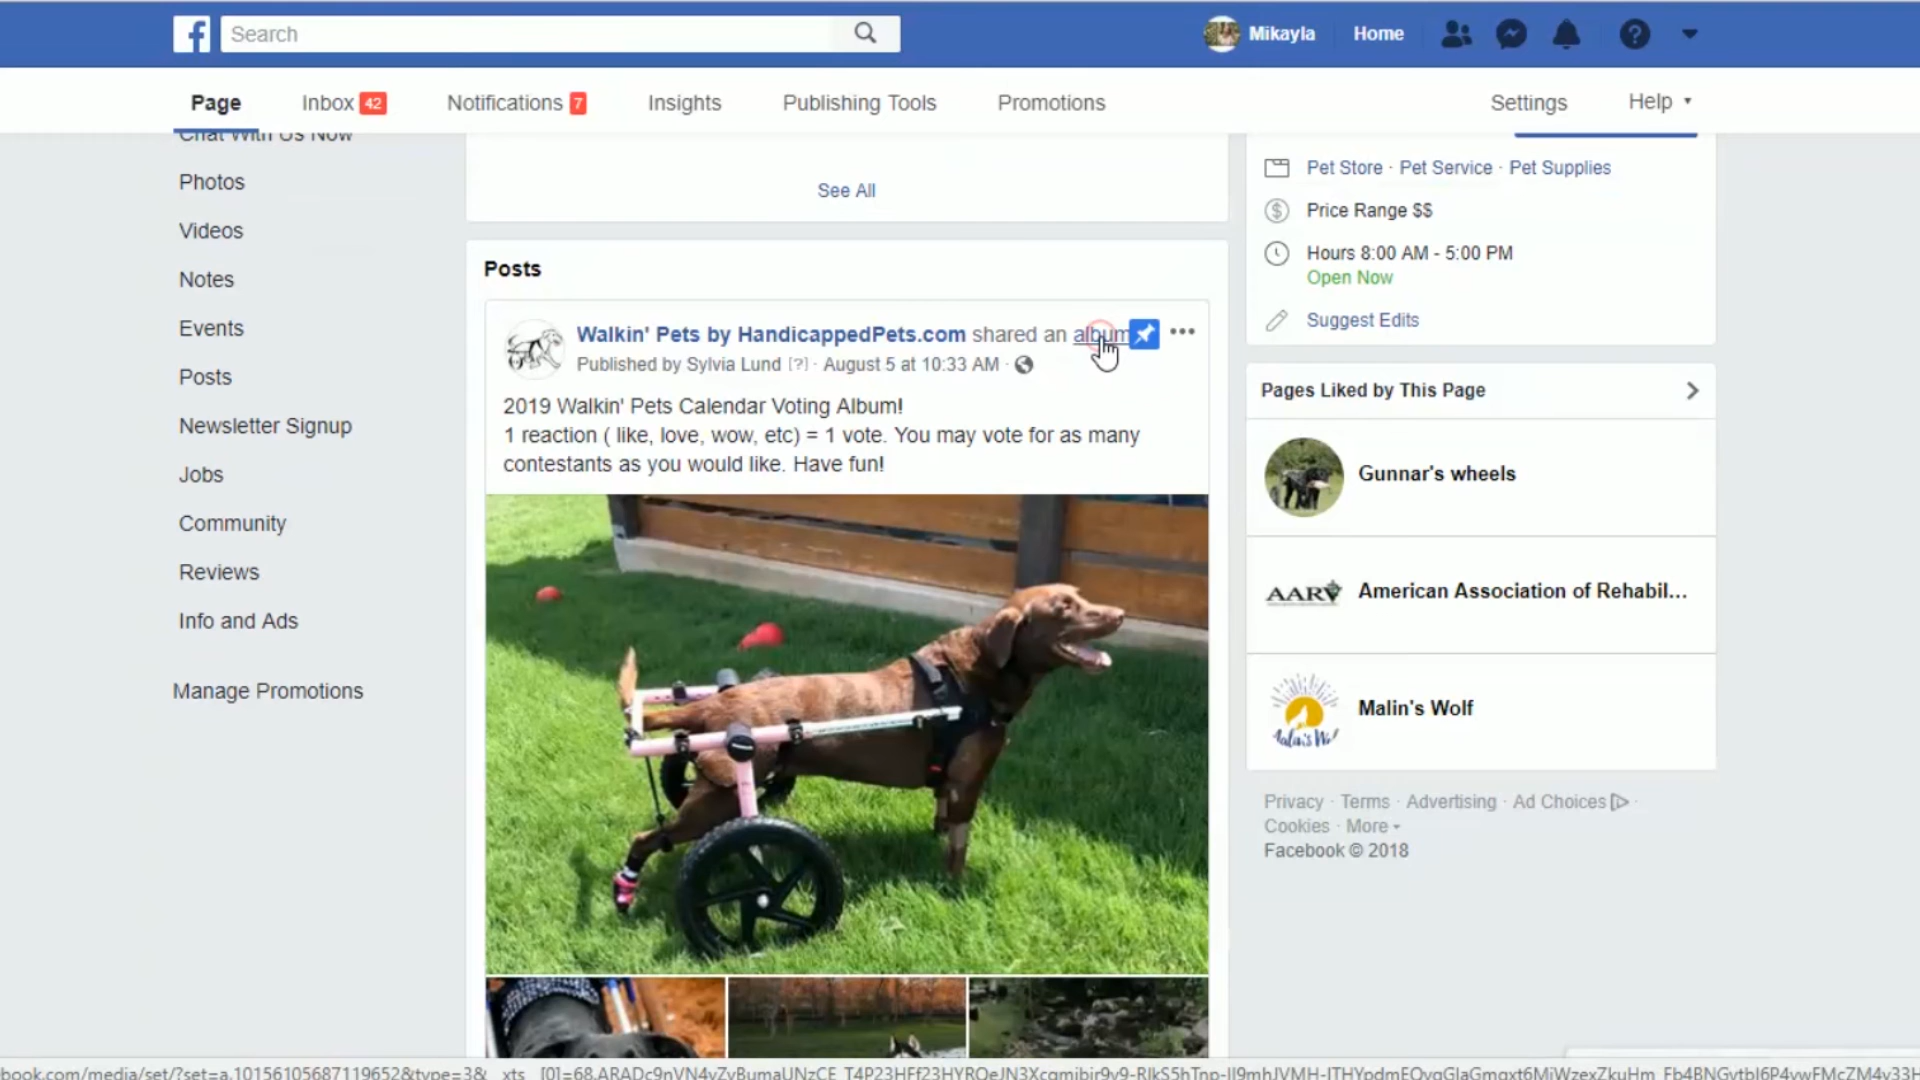 Search
Mikayla
Home
Page
Inbox 42
Notifications 7
Insights
Publishing Tools
Promotions
Settings
Help
Chat With Us Now
Photos
Videos
Notes
Events
Posts
Newsletter Signup
Jobs
Community
Reviews
Info and Ads
Manage Promotions
See All
Posts
Walkin' Pets by HandicappedPets.com shared an album
Published by Sylvia Lund [?] · August 5 at 10:33 AM ·
2019 Walkin' Pets Calendar Voting Album!
1 reaction ( like, love, wow, etc) = 1 vote. You may vote for as many
contestants as you would like. Have fun!
Pet Store · Pet Service · Pet Supplies
Price Range $$
Hours 8:00 AM - 5:00 PM
Open Now
Suggest Edits
Pages Liked by This Page
Gunnar's wheels
AARV
American Association of Rehabil...
Malin's Wolf
Privacy · Terms · Advertising · Ad Choices ·
Cookies · More
Facebook © 2018